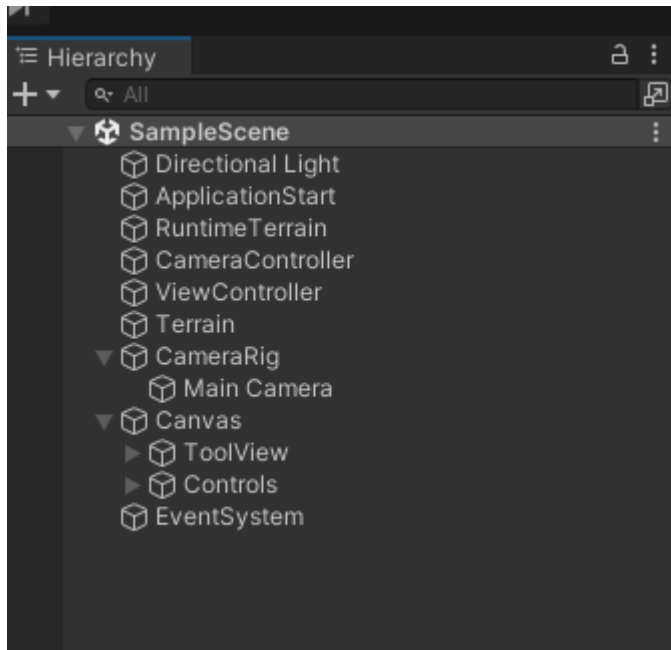 Hierarchy
All
SampleScene
Directional Light
ApplicationStart
RuntimeTerrain
CameraController
ViewController
Terrain
CameraRig
Main Camera
Canvas
ToolView
Controls
EventSystem